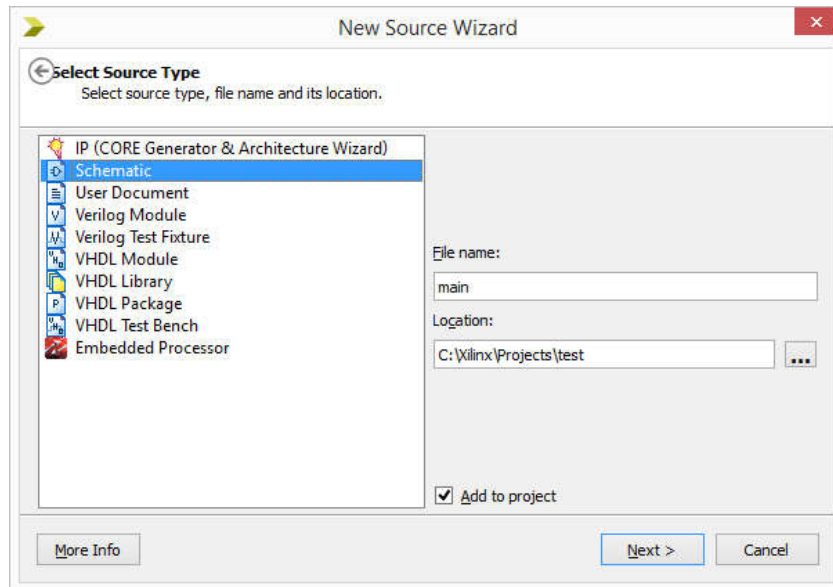 New Source Wizard
Select Source Type
Select source type, file name and its location.
IP (CORE Generator & Architecture Wizard)
Schematic
User Document
Verilog Module
Verilog Test Fixture
VHDL Module
VHDL Library
VHDL Package
VHDL Test Bench
Embedded Processor
File name:
main
Location:
C:\Xilinx\Projects\test
...
Add to project
More Info
Next >
Cancel